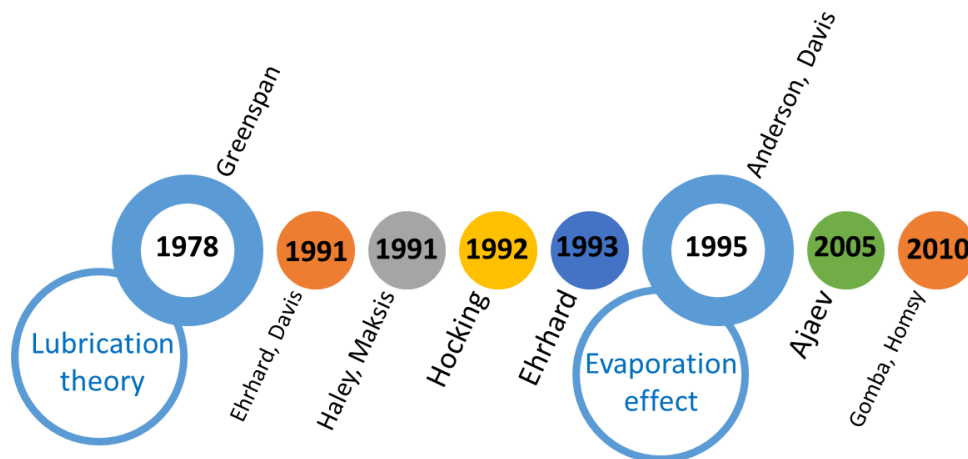 Greenspan
Anderson, Davis
1978
1991
1991
1992
1993
1995
2005
2010
Lubrication
theory
Ehrhard, Davis
Haley, Maksis
Hocking
Ehrhard
Evaporation
effect
Ajaev
Gomba, Homsy